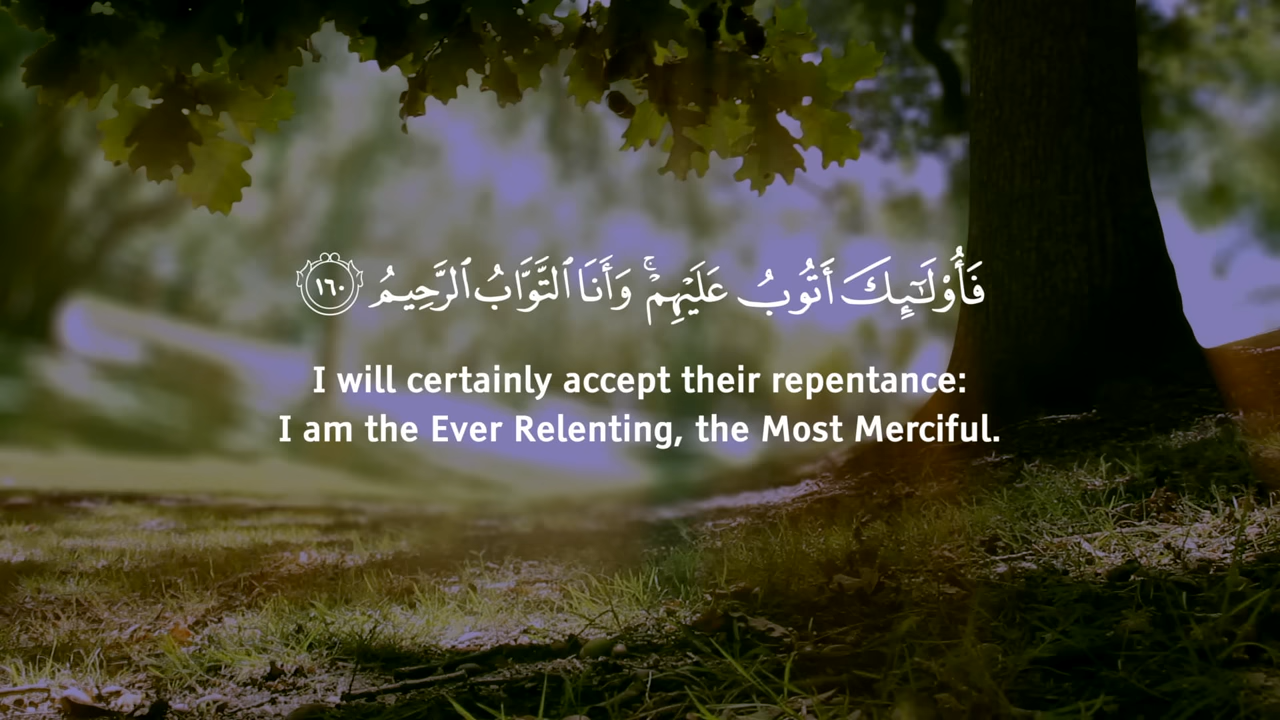 فَأُو۟لَـٰٓئِكَ أَتُوبُ عَلَيْهِمْ ۚ وَأَنَا ٱلتَّوَّابُ ٱلرَّحِيمُ ١٦٠
I will certainly accept their repentance:
I am the Ever Relenting, the Most Merciful.